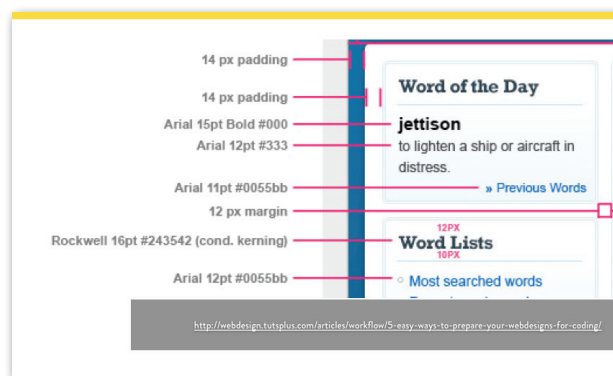 14 px padding
14 px padding
Word of the Day
Arial 15pt Bold #000
jettison
Arial 12pt #333
to lighten a ship or aircraft in
distress.
Arial 11pt #0055bb
» Previous Words
12 px margin
12PX
Rockwell 16pt #243542 (cond. kerning)
Word Lists
10PX
Arial 12pt #0055bb
Most searched words
http://webdesign.tutsplus.com/articles/workflow/5-easy-ways-to-prepare-your-webdesigns-for-coding/